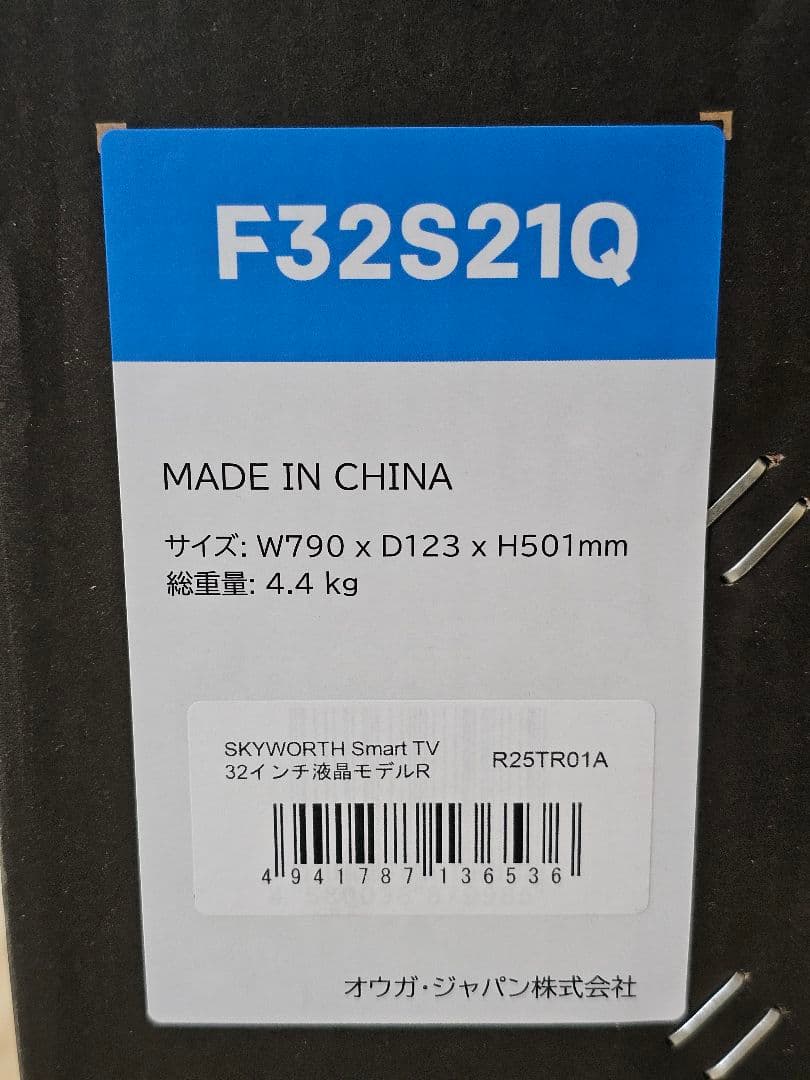 F32S21Q
MADE IN CHINA
サイズ: W790 x D123 x H501mm
総重量: 4.4 kg
SKYWORTH Smart TV
32インチ液晶モデルR
R25TR01A
4 941787 136536
オウガ・ジャパン株式会社